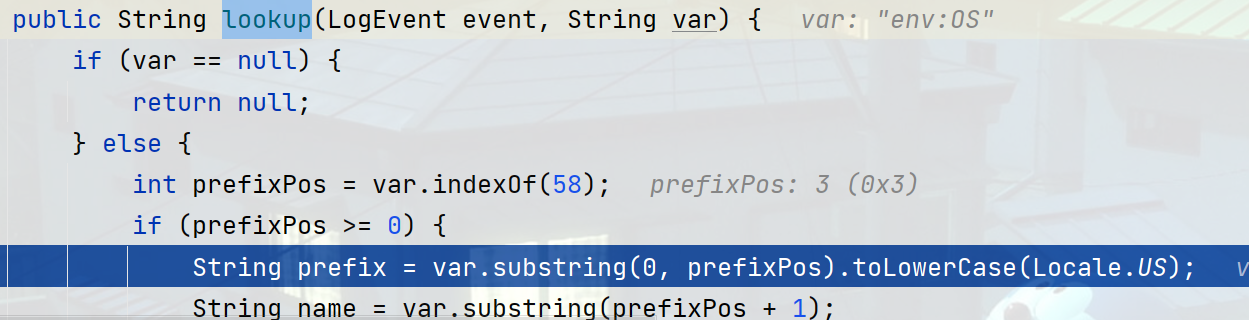 public String lookup(LogEvent event, String var) {   var: "env:OS"
    if (var == null) {
        return null;
    } else {
        int prefixPos = var.indexOf(58);   prefixPos: 3 (0x3)
        if (prefixPos >= 0) {
            String prefix = var.substring(0, prefixPos).toLowerCase(Locale.US);   v
            String name = var.substring(prefixPos + 1);